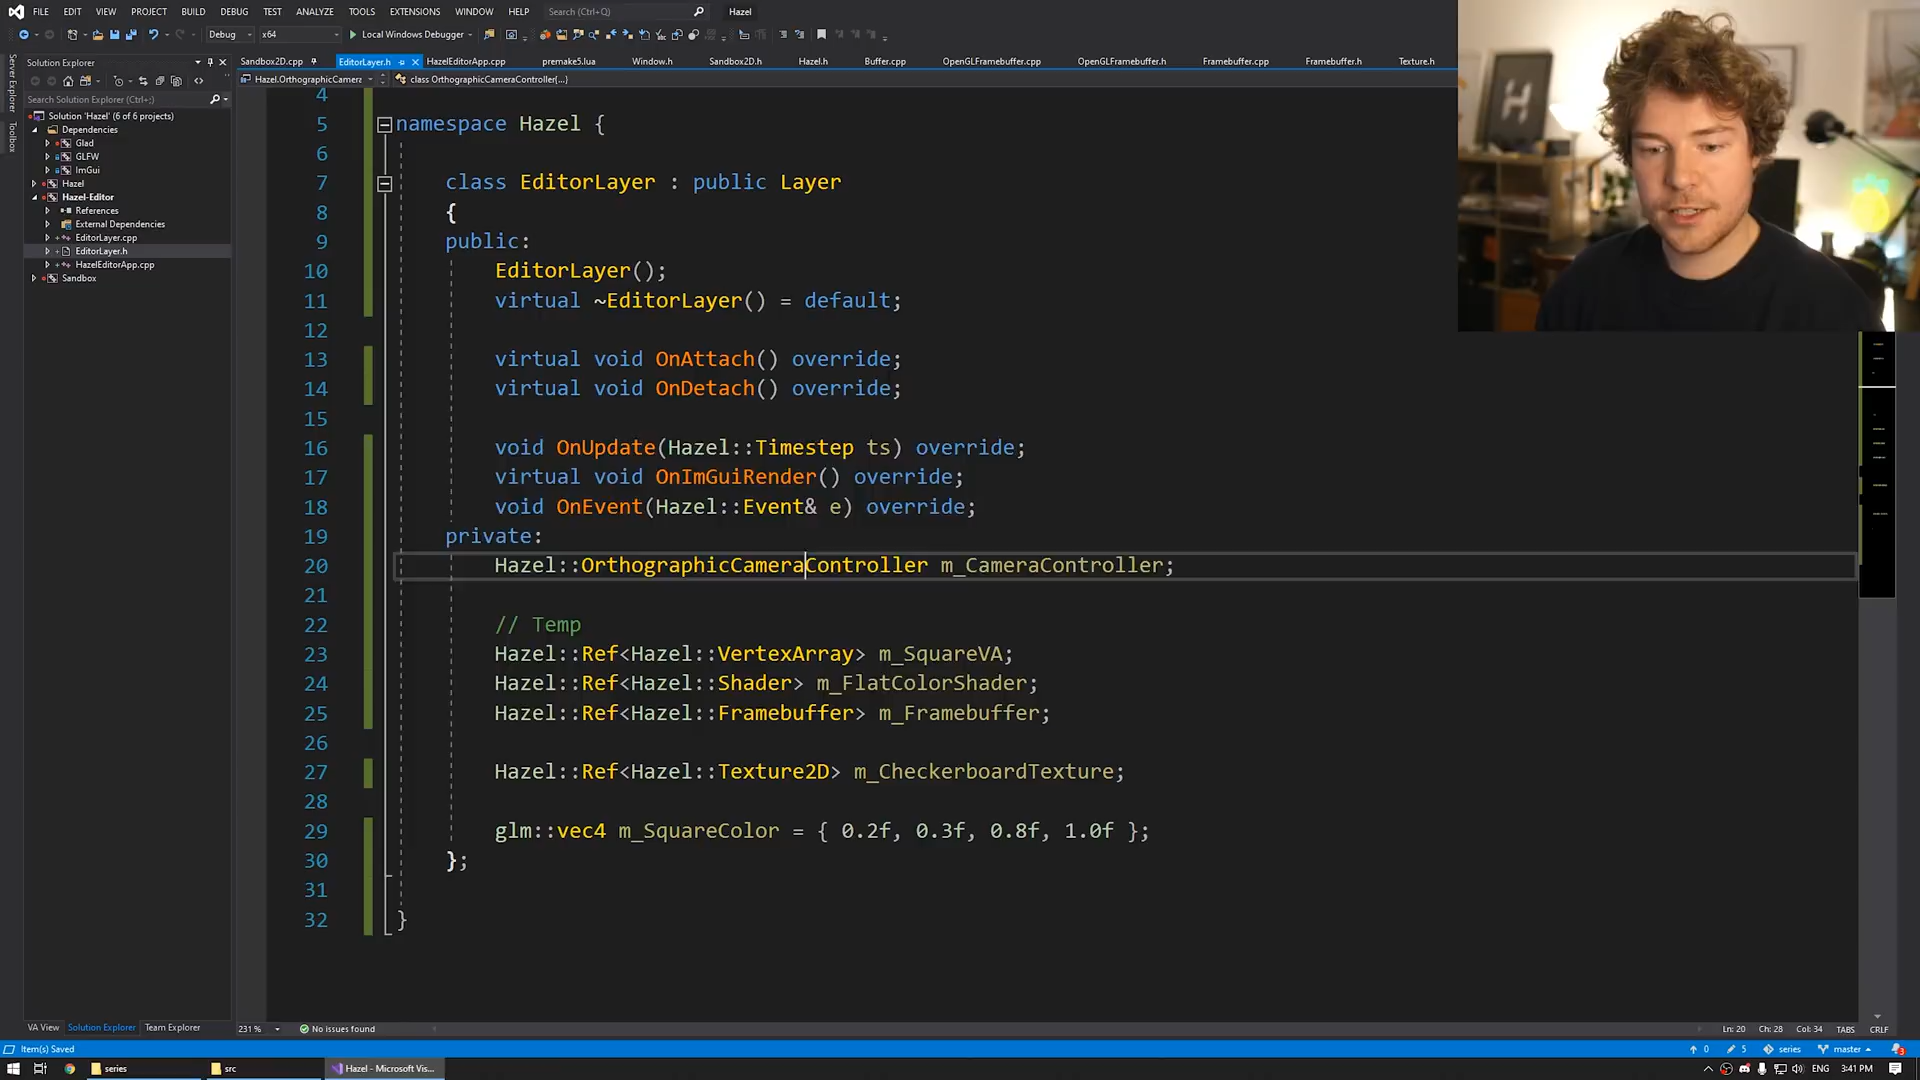 FILE EDIT VIEW PROJECT BUILD DEBUG TEST ANALYZE TOOLS EXTENSIONS WINDOW HELP Search (Ctrl+Q) Hazel
Debug x64 Local Windows Debugger
Server Explorer
Toolbox
Solution Explorer
Search Solution Explorer (Ctrl+;)
Solution 'Hazel' (6 of 6 projects)
Dependencies
Glad
GLFW
ImGui
Hazel
Hazel-Editor
References
External Dependencies
EditorLayer.cpp
EditorLayer.h
HazelEditorApp.cpp
Sandbox
Sandbox2D.cpp EditorLayer.h HazelEditorApp.cpp premake5.lua Window.h Sandbox2D.h Hazel.h Buffer.cpp OpenGLFramebuffer.cpp OpenGLFramebuffer.h Framebuffer.cpp Framebuffer.h Texture.h
Hazel.OrthographicCamera class OrthographicCameraController{...}
4
5 namespace Hazel {
6
7 class EditorLayer : public Layer
8 {
9 public:
10 EditorLayer();
11 virtual ~EditorLayer() = default;
12
13 virtual void OnAttach() override;
14 virtual void OnDetach() override;
15
16 void OnUpdate(Hazel::Timestep ts) override;
17 virtual void OnImGuiRender() override;
18 void OnEvent(Hazel::Event& e) override;
19 private:
20 Hazel::OrthographicCameraController m_CameraController;
21
22 // Temp
23 Hazel::Ref<Hazel::VertexArray> m_SquareVA;
24 Hazel::Ref<Hazel::Shader> m_FlatColorShader;
25 Hazel::Ref<Hazel::Framebuffer> m_Framebuffer;
26
27 Hazel::Ref<Hazel::Texture2D> m_CheckerboardTexture;
28
29 glm::vec4 m_SquareColor = { 0.2f, 0.3f, 0.8f, 1.0f };
30 };
31
32 }
VA View Solution Explorer Team Explorer
231 % No issues found Ln: 20 Ch: 28 Col: 34 TABS CRLF
Item(s) Saved 0 5 series master 3
series src Hazel - Microsoft Vis... ENG 3:41 PM